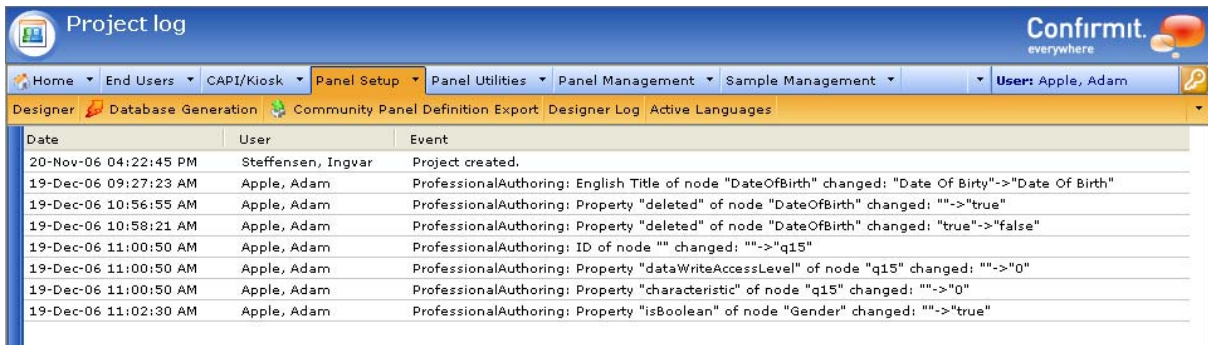 Project log
Confirmit.
everywhere
Home End Users CAPI/Kiosk Panel Setup Panel Utilities Panel Management Sample Management User: Apple, Adam
Designer Database Generation Community Panel Definition Export Designer Log Active Languages
Date User Event
20-Nov-06 04:22:45 PM Steffensen, Ingvar Project created.
19-Dec-06 09:27:23 AM Apple, Adam ProfessionalAuthoring: English Title of node "DateOfBirth" changed: "Date Of Birty"->"Date Of Birth"
19-Dec-06 10:56:55 AM Apple, Adam ProfessionalAuthoring: Property "deleted" of node "DateOfBirth" changed: ""->"true"
19-Dec-06 10:58:21 AM Apple, Adam ProfessionalAuthoring: Property "deleted" of node "DateOfBirth" changed: "true"->"false"
19-Dec-06 11:00:50 AM Apple, Adam ProfessionalAuthoring: ID of node "" changed: ""->"q15"
19-Dec-06 11:00:50 AM Apple, Adam ProfessionalAuthoring: Property "dataWriteAccessLevel" of node "q15" changed: ""->"0"
19-Dec-06 11:00:50 AM Apple, Adam ProfessionalAuthoring: Property "characteristic" of node "q15" changed: ""->"0"
19-Dec-06 11:02:30 AM Apple, Adam ProfessionalAuthoring: Property "isBoolean" of node "Gender" changed: ""->"true"